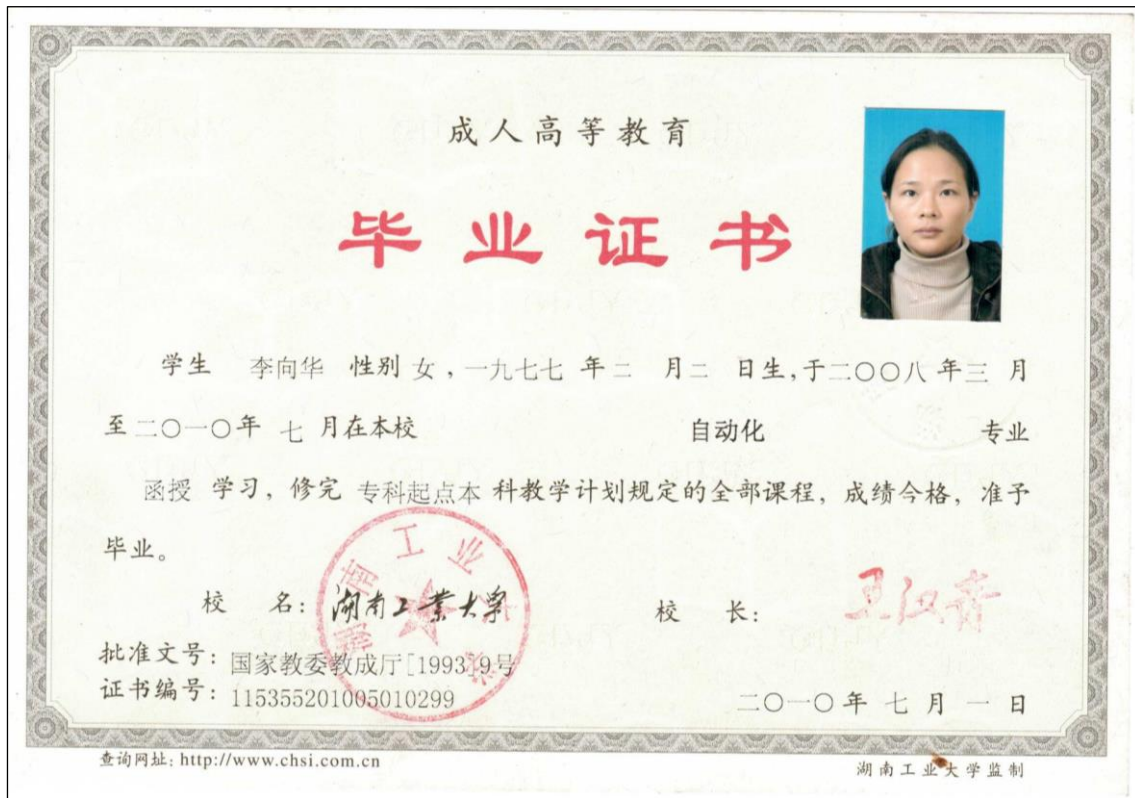 成人高等教育
毕业证书
学生 李向华 性别 女，一九七七 年 二 月 二 日生，于二〇〇八 年 三 月
至 二〇一〇年 七 月在本校 自动化 专业
函授 学习，修完 专科起点本 科教学计划规定的全部课程，成绩合格，准予
毕业。
校 名：湖南工业大学 校 长：王汉青
批准文号：国家教委教成厅[1993]9号
证书编号：115355201005010299
二〇一〇年 七 月 一 日
查询网址：http://www.chsi.com.cn
湖南工业大学监制